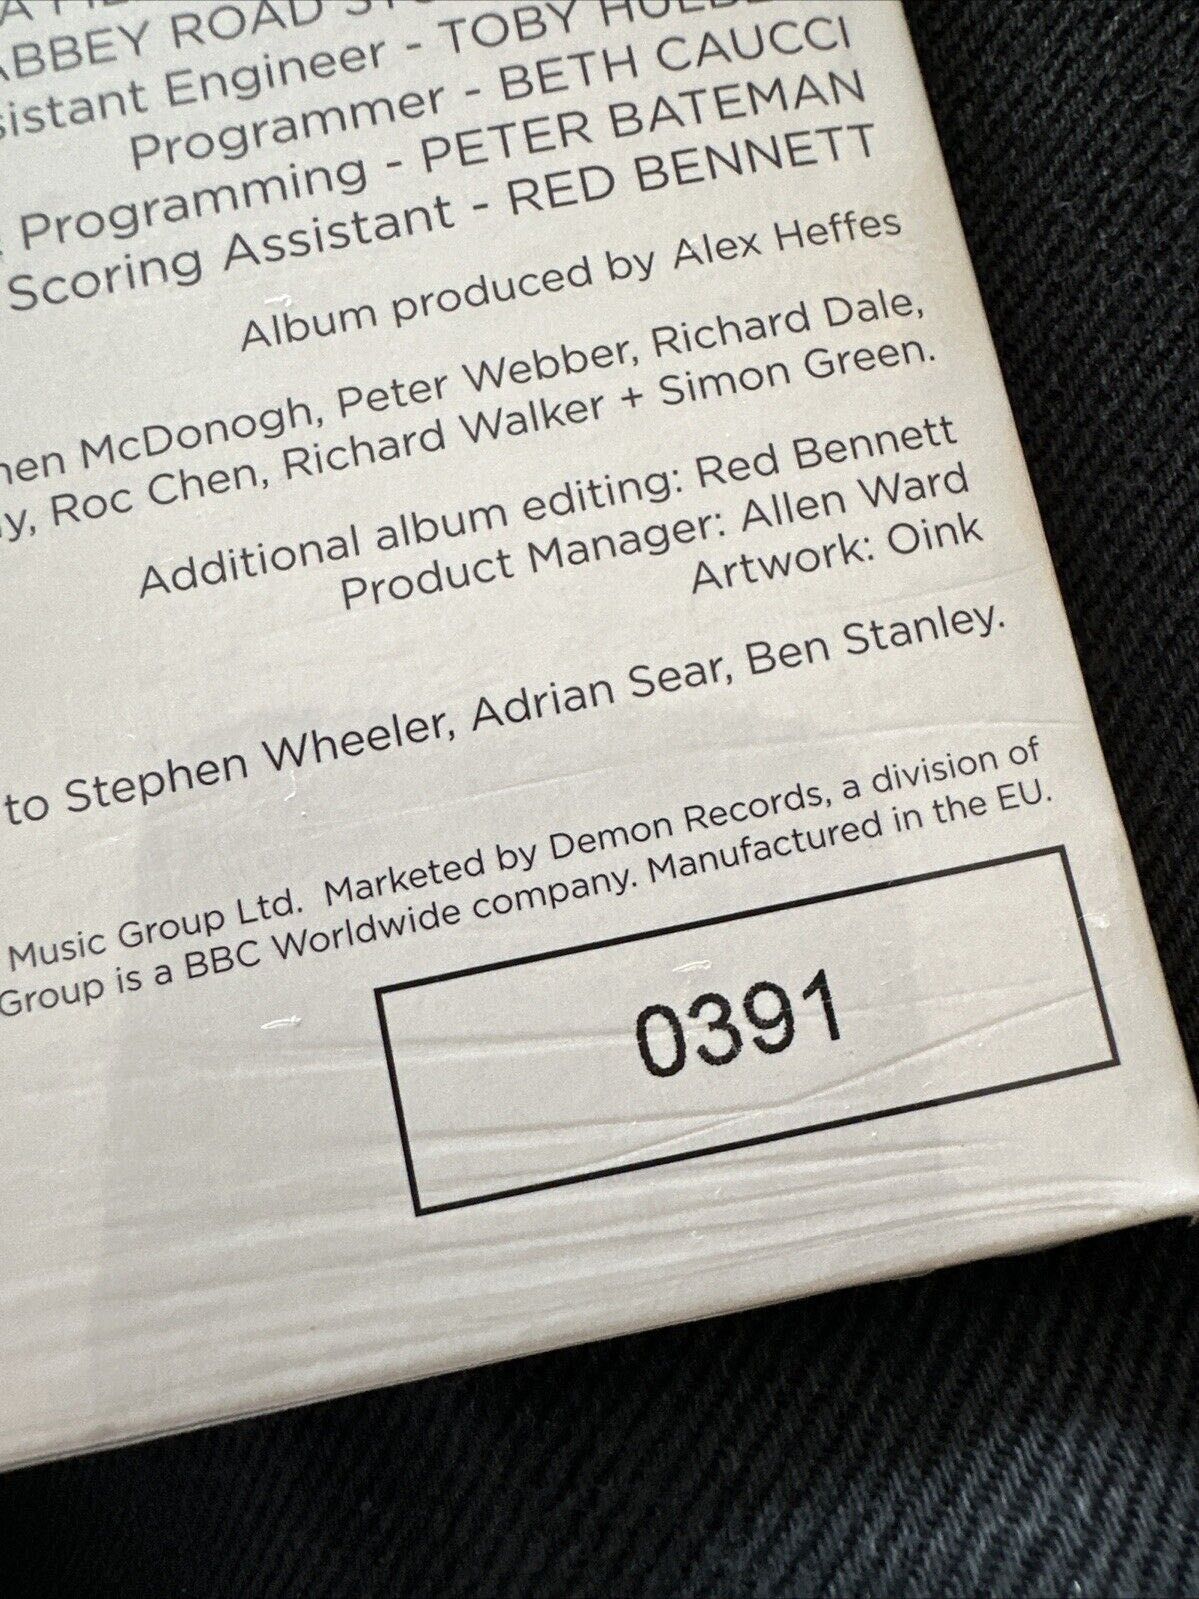 ABBEY ROAD
Assistant Engineer - TOBY
Programmer - BETH CAUCCI
Programming - PETER BATEMAN
Scoring Assistant - RED BENNETT
Album produced by Alex Heffes
McDonogh, Peter Webber, Richard Dale,
Roc Chen, Richard Walker + Simon Green.
Additional album editing: Red Bennett
Product Manager: Allen Ward
Artwork: Oink
to Stephen Wheeler, Adrian Sear, Ben Stanley.
Music Group Ltd. Marketed by Demon Records, a division of
Group is a BBC Worldwide company. Manufactured in the EU.
0391